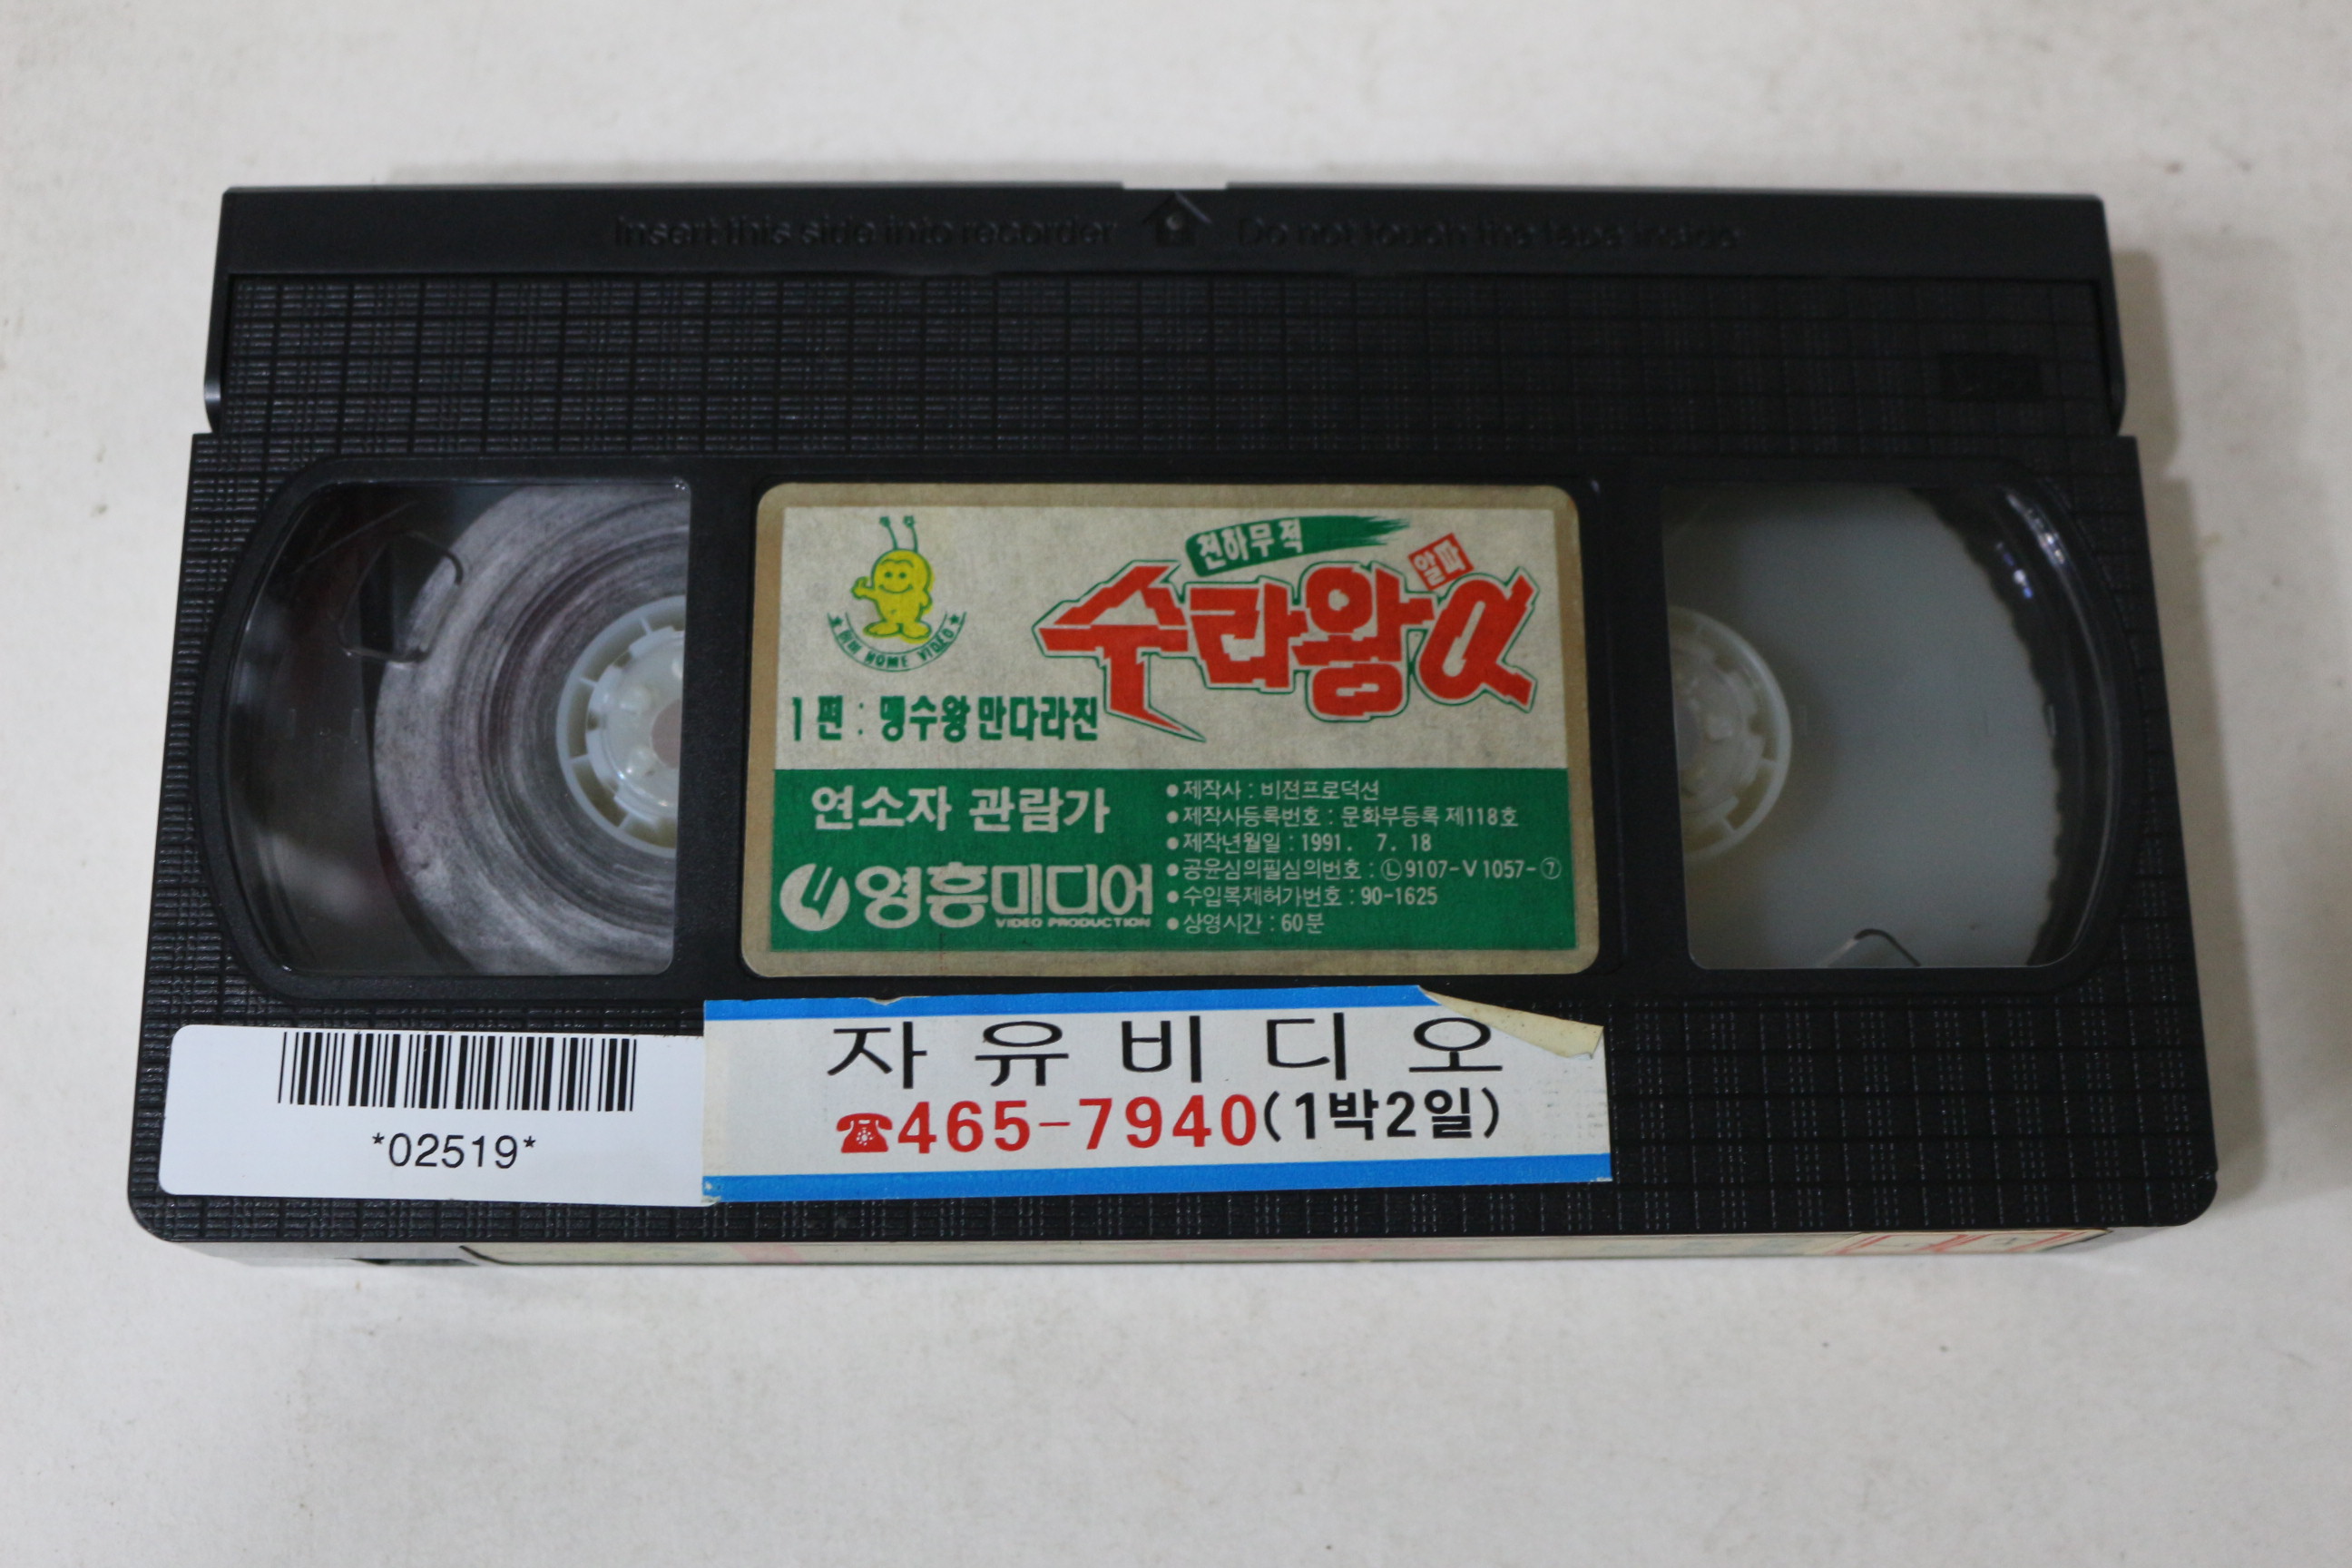 Insert this side into recorder
Do not touch the tape inside
천하무적
알파
수라왕α
HOME VIDEO
1편 : 맹수왕 만다라진
연소자 관람가
영흥미디어
VIDEO PRODUCTION
●제작사 : 비젼프로덕션
●제작사등록번호 : 문화부등록 제118호
●제작년월일 : 1991. 7. 18
●공윤심의필심의번호 : Ⓛ9107-V1057-⑦
●수입복제허가번호 : 90-1625
●상영시간 : 60분
자유비디오
☎465-7940(1박2일)
*02519*